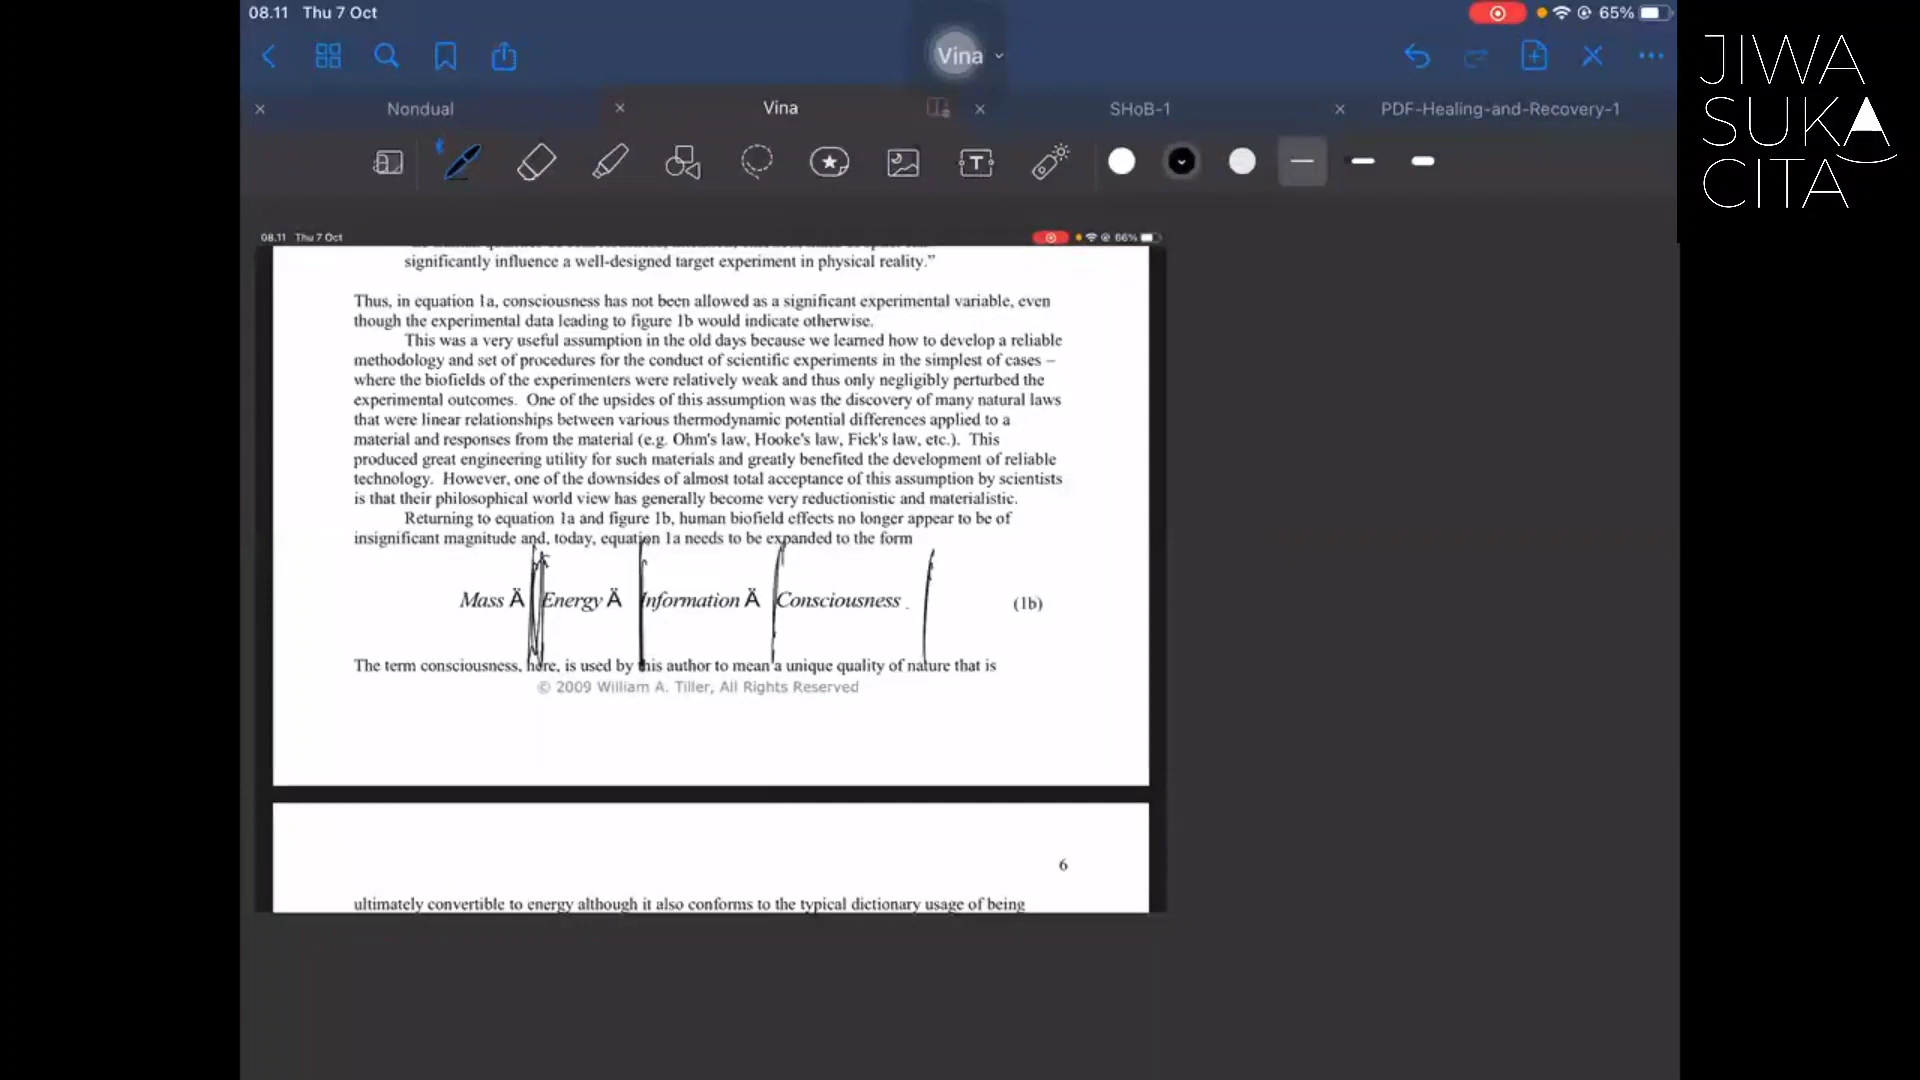 08.11 Thu 7 Oct
65%
Vina
Nondual
Vina
SHoB-1
PDF-Healing-and-Recovery-1
JIWA
SUKA
CITA
T
08.11 Thu 7 Oct
66%
significantly influence a well-designed target experiment in physical reality.”
Thus, in equation 1a, consciousness has not been allowed as a significant experimental variable, even
though the experimental data leading to figure 1b would indicate otherwise.
This was a very useful assumption in the old days because we learned how to develop a reliable
methodology and set of procedures for the conduct of scientific experiments in the simplest of cases –
where the biofields of the experimenters were relatively weak and thus only negligibly perturbed the
experimental outcomes. One of the upsides of this assumption was the discovery of many natural laws
that were linear relationships between various thermodynamic potential differences applied to a
material and responses from the material (e.g. Ohm's law, Hooke's law, Fick's law, etc.). This
produced great engineering utility for such materials and greatly benefited the development of reliable
technology. However, one of the downsides of almost total acceptance of this assumption by scientists
is that their philosophical world view has generally become very reductionistic and materialistic.
Returning to equation 1a and figure 1b, human biofield effects no longer appear to be of
insignificant magnitude and, today, equation 1a needs to be expanded to the form
Mass Ä Energy Ä Information Ä Consciousness . (1b)
The term consciousness, here, is used by this author to mean a unique quality of nature that is
© 2009 William A. Tiller, All Rights Reserved
6
ultimately convertible to energy although it also conforms to the typical dictionary usage of being